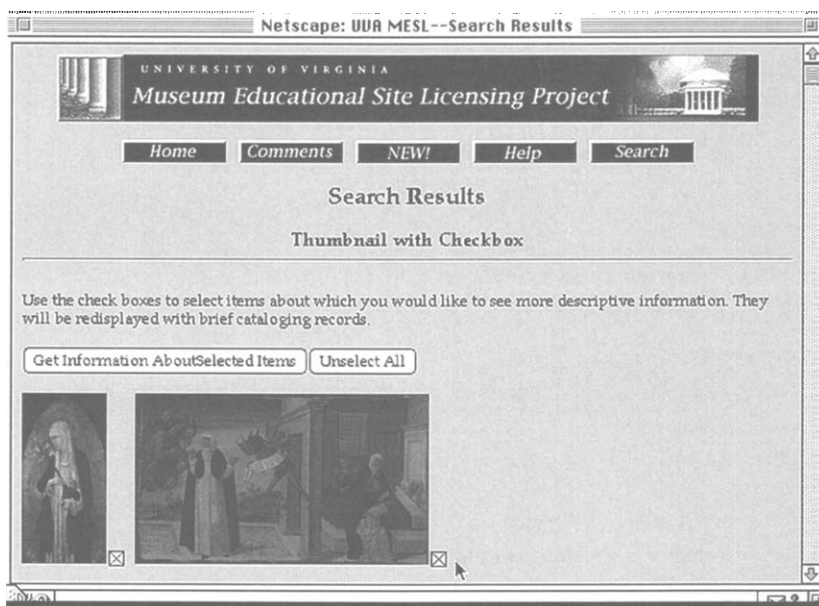 Netscape: UVA MESL--Search Results
UNIVERSITY OF VIRGINIA
Museum Educational Site Licensing Project
Home Comments NEW! Help Search
Search Results
Thumbnail with Checkbox
Use the check boxes to select items about which you would like to see more descriptive information. They
will be redisplayed with brief cataloging records.
Get Information AboutSelected Items Unselect All
?